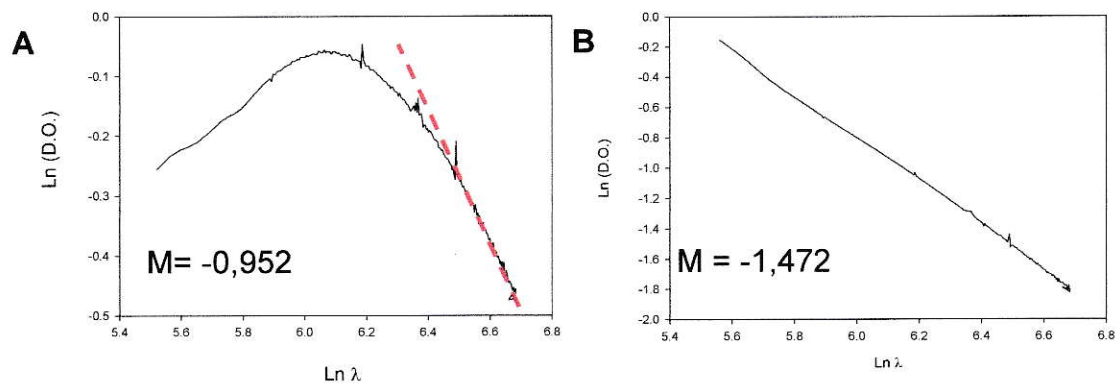 A
Ln (D.O.)
0.0
-0.1
-0.2
-0.3
-0.4
-0.5
M= -0,952
5.4 5.6 5.8 6.0 6.2 6.4 6.6 6.8
Ln λ
B
Ln (D.O.)
0.0
-0.2
-0.4
-0.6
-0.8
-1.0
-1.2
-1.4
-1.6
-1.8
-2.0
M = -1,472
5.4 5.6 5.8 6.0 6.2 6.4 6.6 6.8
Ln λ